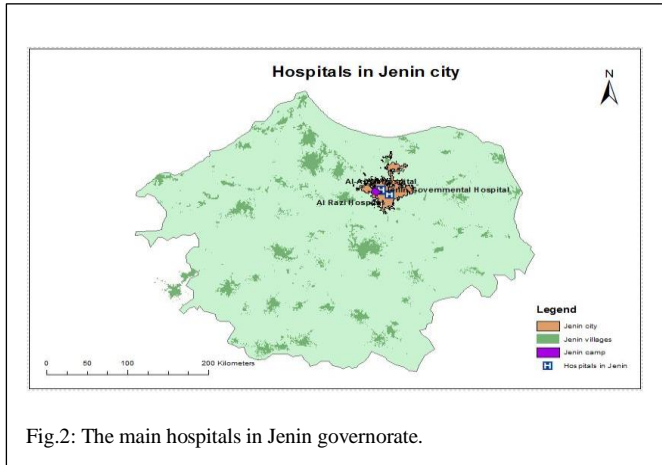 Hospitals in Jenin city
N
Hospital
Governmental Hospital
Al Razi Hospital
Legend
Jenin city
Jenin villages
Jenin camp
H Hospitals in Jenin
0 50 100 200 Kilometers
Fig.2: The main hospitals in Jenin governorate.